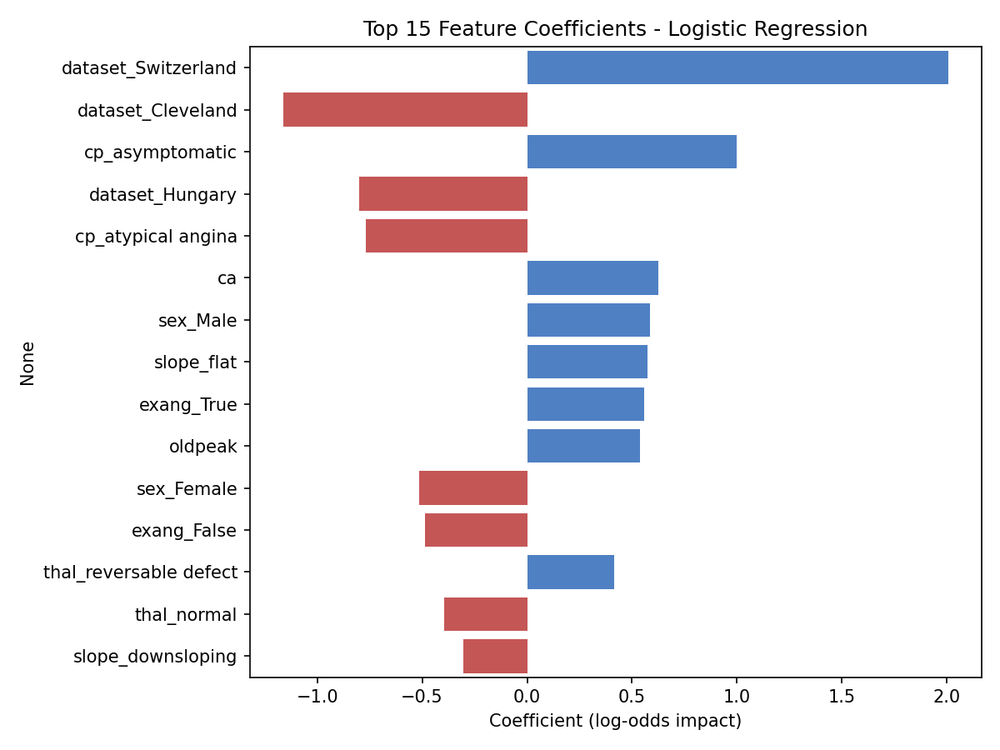 Top 15 Feature Coefficients - Logistic Regression
dataset_Switzerland
dataset_Cleveland
cp_asymptomatic
dataset_Hungary
cp_atypical angina
ca
sex_Male
slope_flat
exang_True
oldpeak
sex_Female
exang_False
thal_reversable defect
thal_normal
slope_downsloping
None
−1.0 −0.5 0.0 0.5 1.0 1.5 2.0
Coefficient (log-odds impact)